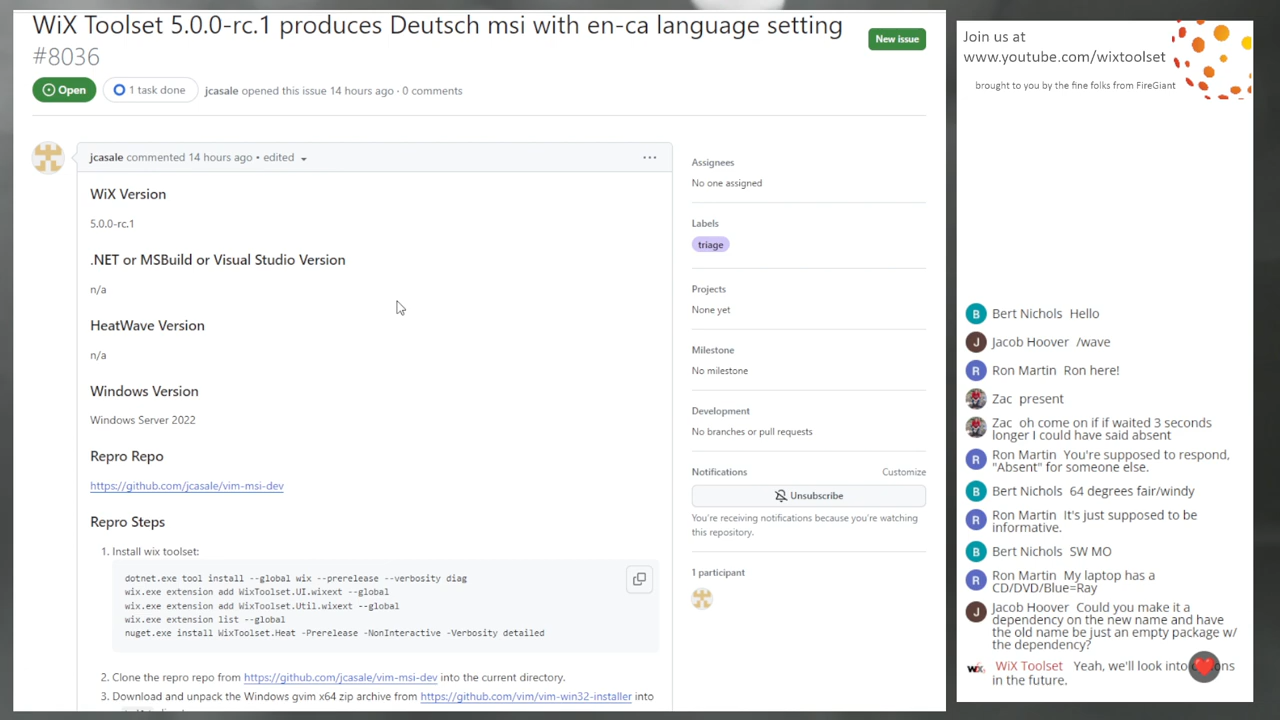 WiX Toolset 5.0.0-rc.1 produces Deutsch msi with en-ca language setting
#8036
New issue
Open
1 task done
jcasale opened this issue 14 hours ago · 0 comments
jcasale commented 14 hours ago • edited
WiX Version
5.0.0-rc.1
.NET or MSBuild or Visual Studio Version
n/a
HeatWave Version
n/a
Windows Version
Windows Server 2022
Repro Repo
https://github.com/jcasale/vim-msi-dev
Repro Steps
1. Install wix toolset:
dotnet.exe tool install --global wix --prerelease --verbosity diag
wix.exe extension add WixToolset.UI.wixext --global
wix.exe extension add WixToolset.Util.wixext --global
wix.exe extension list --global
nuget.exe install WixToolset.Heat -Prerelease -NonInteractive -Verbosity detailed
2. Clone the repro repo from https://github.com/jcasale/vim-msi-dev into the current directory.
3. Download and unpack the Windows gvim x64 zip archive from https://github.com/vim/vim-win32-installer into
Assignees
No one assigned
Labels
triage
Projects
None yet
Milestone
No milestone
Development
No branches or pull requests
Notifications
Customize
Unsubscribe
You're receiving notifications because you're watching
this repository.
1 participant
Join us at
www.youtube.com/wixtoolset
brought to you by the fine folks from FireGiant
B Bert Nichols Hello
J Jacob Hoover /wave
R Ron Martin Ron here!
Zac present
Zac oh come on if if waited 3 seconds
longer I could have said absent
R Ron Martin You're supposed to respond,
"Absent" for someone else.
B Bert Nichols 64 degrees fair/windy
R Ron Martin It's just supposed to be
informative.
B Bert Nichols SW MO
R Ron Martin My laptop has a
CD/DVD/Blue=Ray
J Jacob Hoover Could you make it a
dependency on the new name and have
the old name be just an empty package w/
the dependency?
WiX WiX Toolset Yeah, we'll look into
in the future.